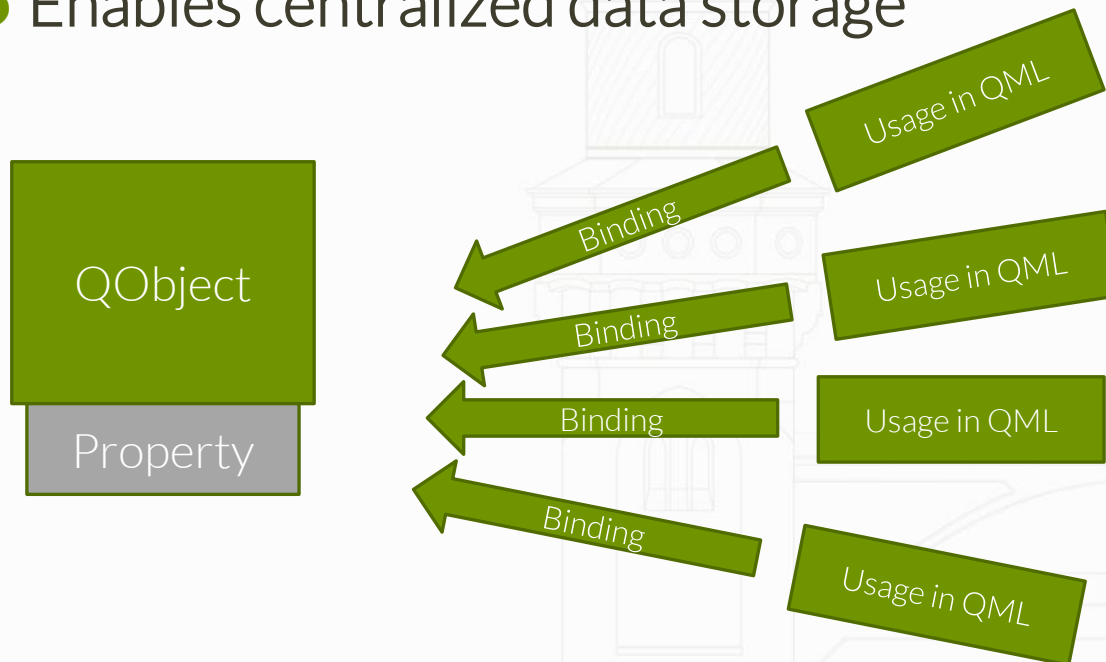 Enables centralized data storage
QObject
Property
Binding
Usage in QML
Binding
Usage in QML
Binding
Usage in QML
Binding
Usage in QML